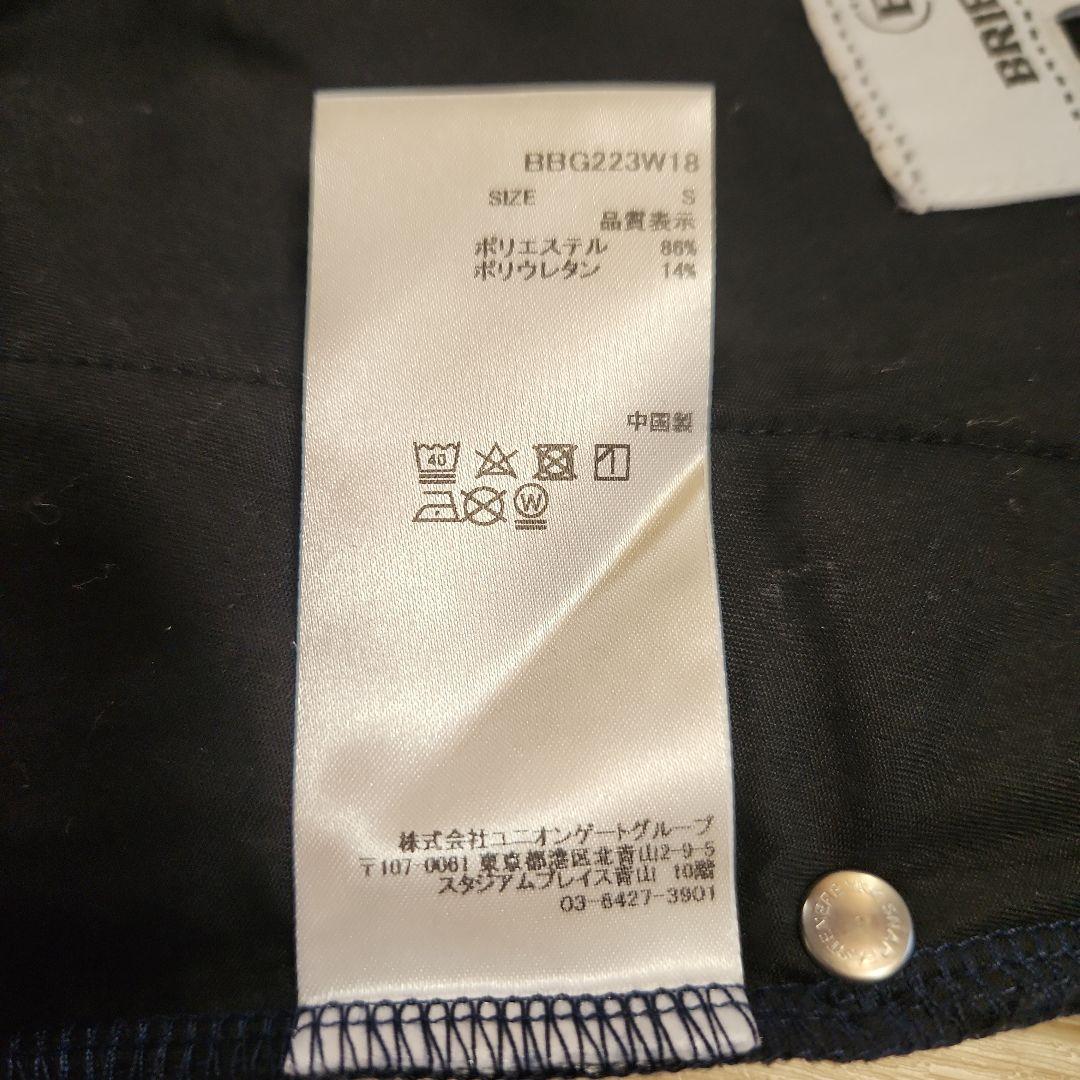 BBG223W18
SIZE S
品質表示
ポリエステル 86%
ポリウレタン 14%
中国製
40
W
株式会社ユニオンゲートグループ
〒107-0061 東京都港区北青山2-9-5
スタジアムプレイス青山 10階
03-6427-3901